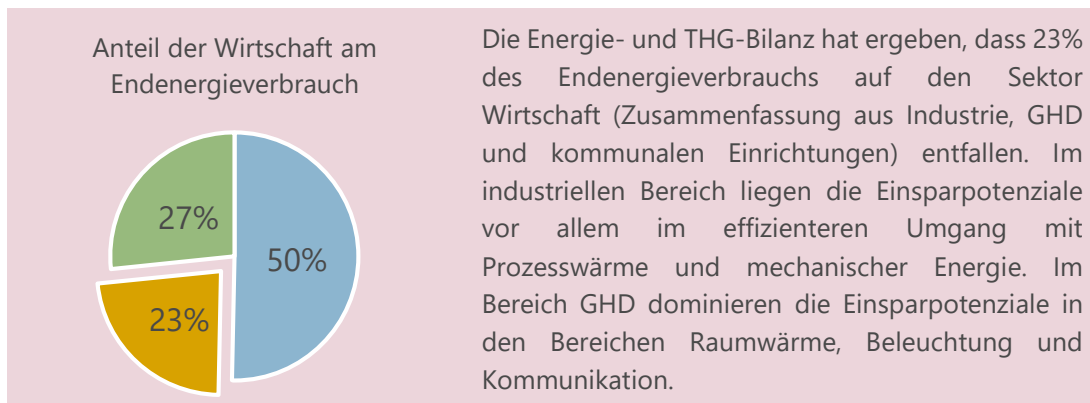 Anteil der Wirtschaft am
Endenergieverbrauch
27%
50%
23%
Die Energie- und THG-Bilanz hat ergeben, dass 23%
des Endenergieverbrauchs auf den Sektor
Wirtschaft (Zusammenfassung aus Industrie, GHD
und kommunalen Einrichtungen) entfallen. Im
industriellen Bereich liegen die Einsparpotenziale
vor allem im effizienteren Umgang mit
Prozesswärme und mechanischer Energie. Im
Bereich GHD dominieren die Einsparpotenziale in
den Bereichen Raumwärme, Beleuchtung und
Kommunikation.